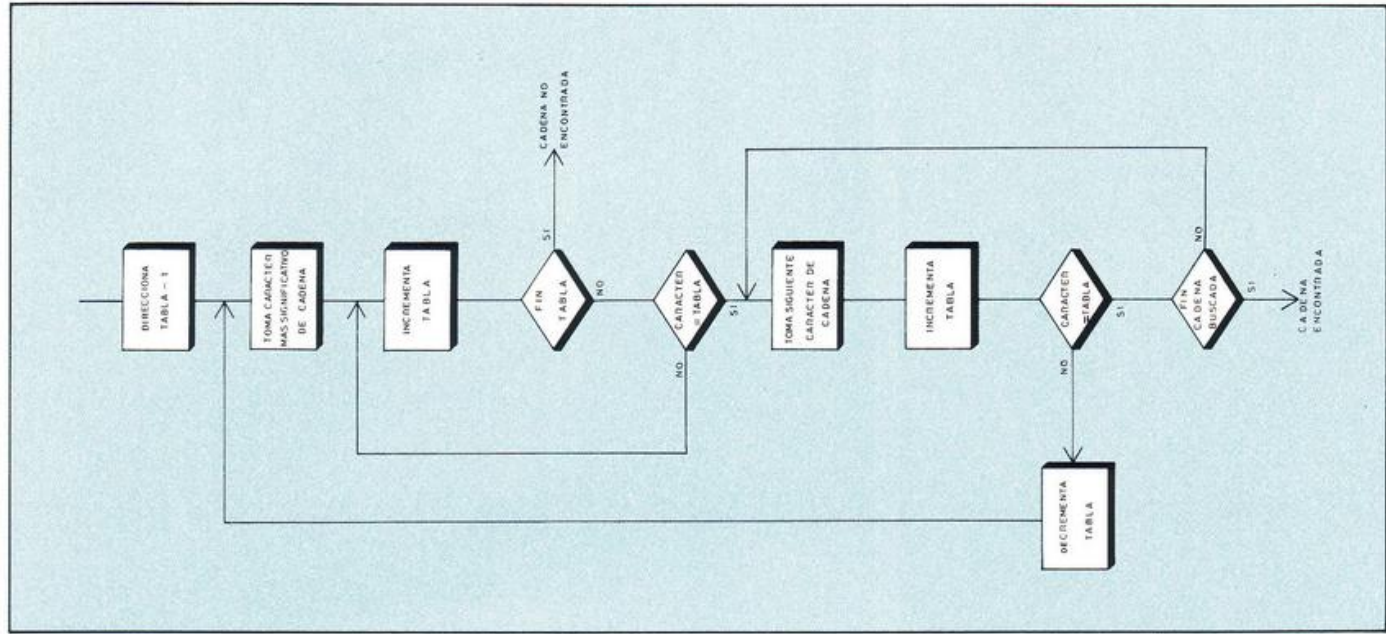 DIRECCIONA
TABLA - 1
TOMA CARACTER
MAS SIGNIFICATIVO
DE CADENA
INCREMENTA
TABLA
FIN
TABLA
SI
CADENA NO
ENCONTRADA
NO
CARACTER
= TABLA
NO
SI
TOMA SIGUIENTE
CARACTER DE
CADENA
INCREMENTA
TABLA
CARACTER
=TABLA
NO
SI
DECREMENTA
TABLA
FIN
CADENA
BUSCADA
NO
SI
CADENA
ENCONTRADA